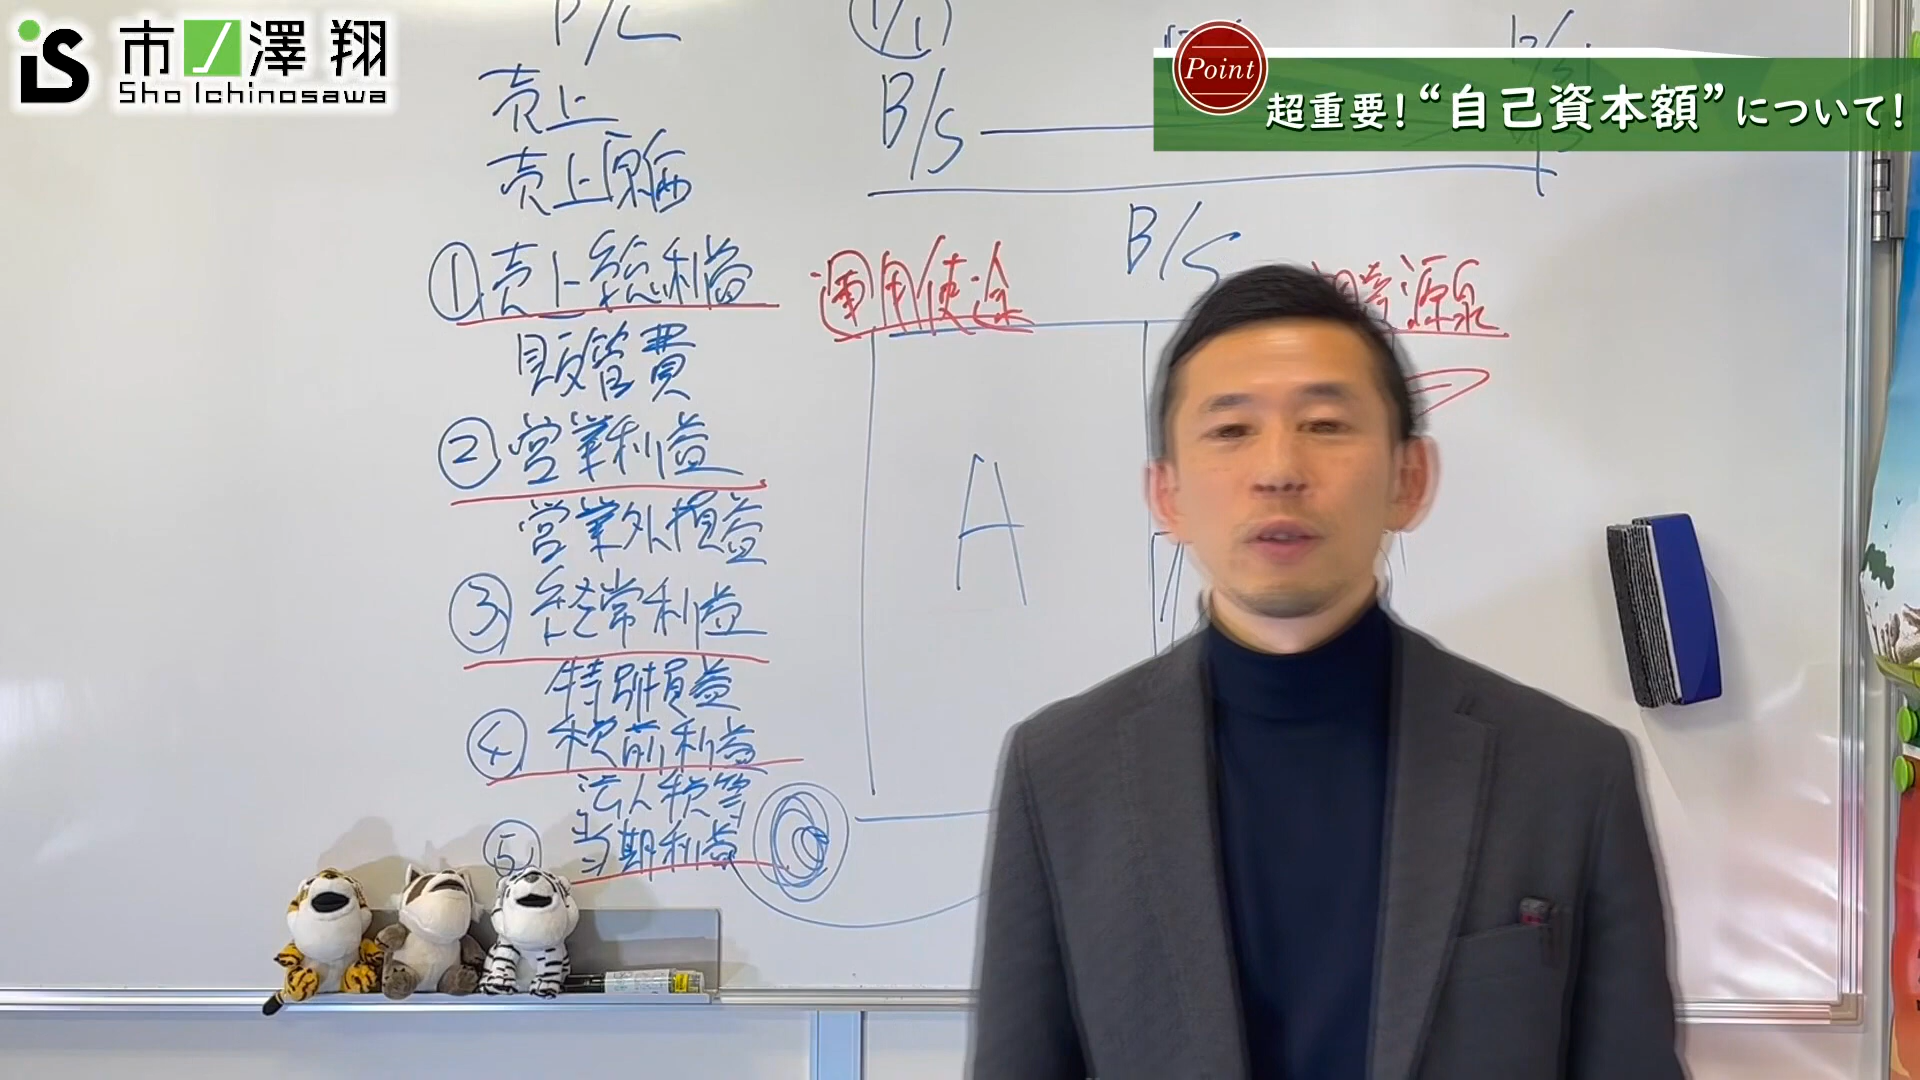 iS 市ノ澤 翔
Sho Ichinosawa
Point
超重要！“自己資本額”について！
P/L
売上
売上原価
①売上総利益
販管費
②営業利益
営業外損益
③経常利益
特別損益
④税前利益
法人税等
⑤当期利益
1/1
B/S
B/S
運用使途
源泉
A